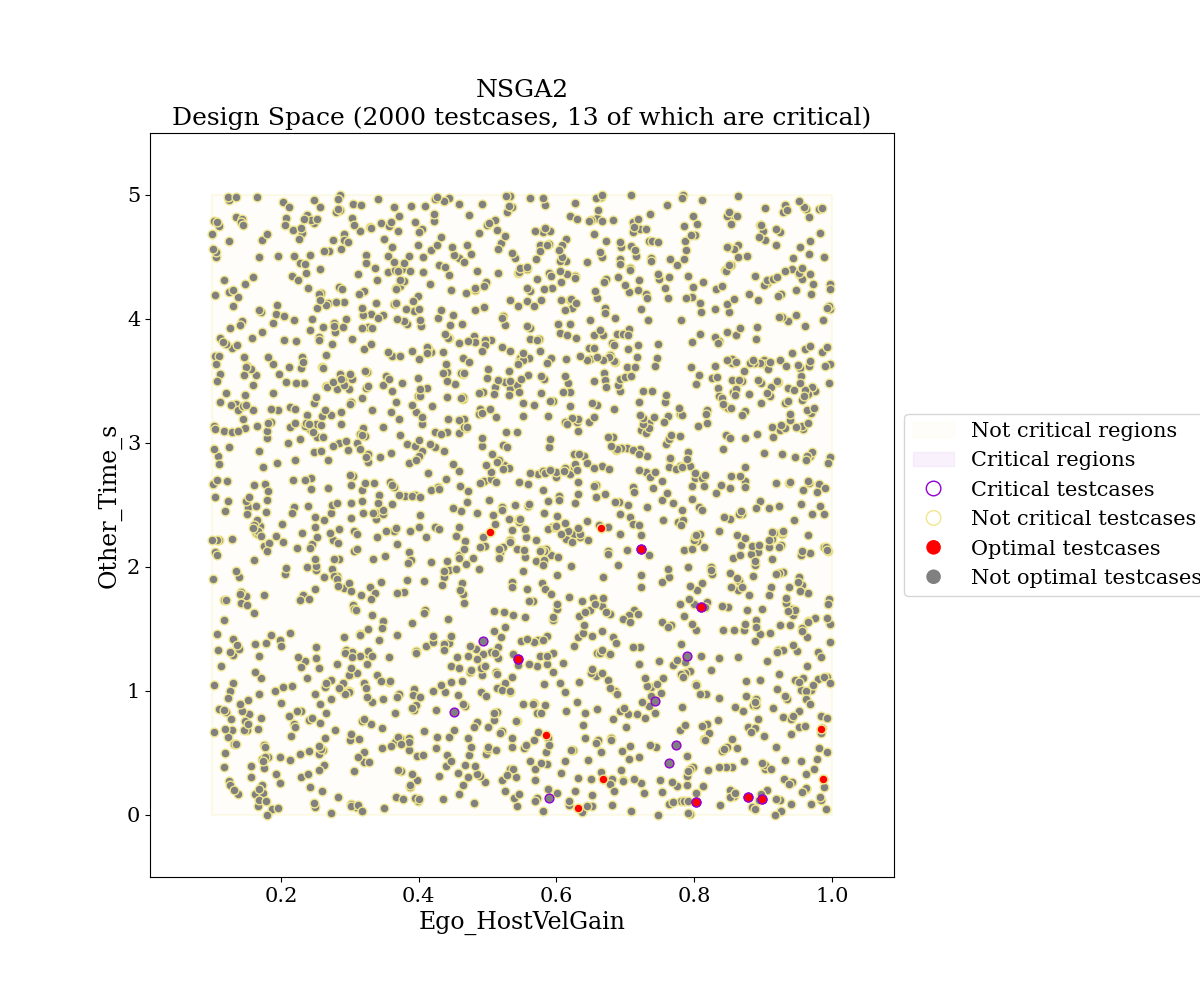 NSGA2
Design Space (2000 testcases, 13 of which are critical)
5
4
3
2
1
0
Other_Time_s
0.2
0.4
0.6
0.8
1.0
Ego_HostVelGain
Not critical regions
Critical regions
Critical testcases
Not critical testcases
Optimal testcases
Not optimal testcases